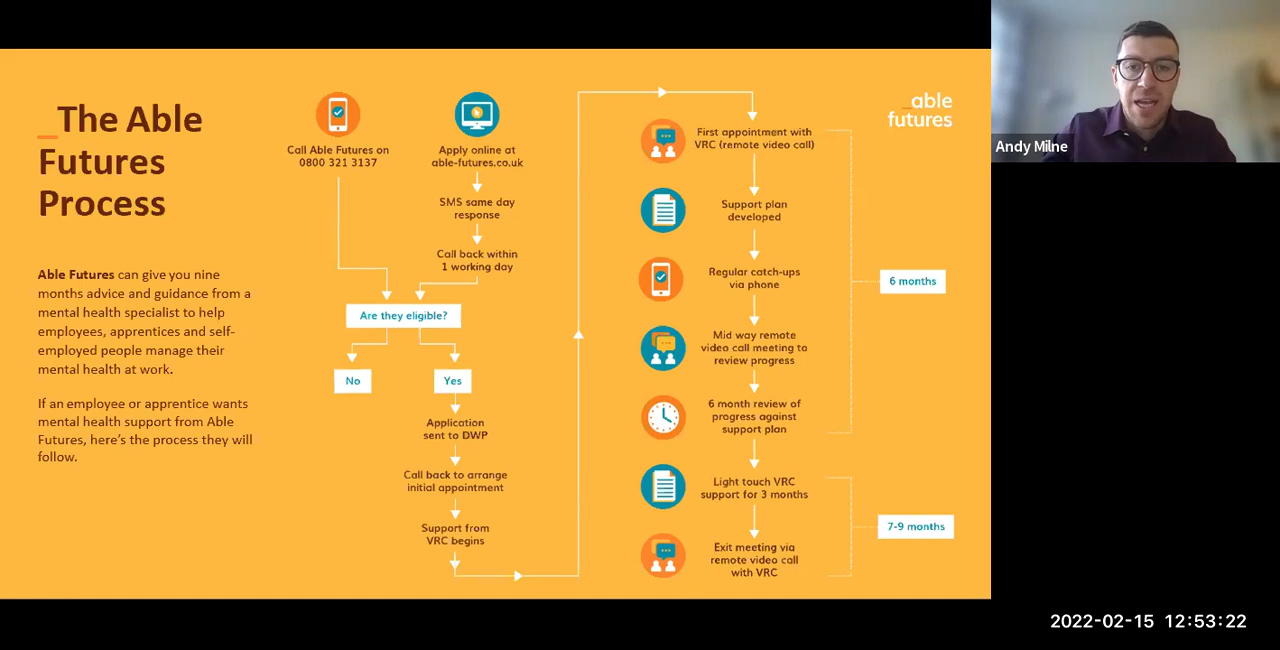 _The Able
Futures
Process
Able Futures can give you nine
months advice and guidance from a
mental health specialist to help
employees, apprentices and self-
employed people manage their
mental health at work.
If an employee or apprentice wants
mental health support from Able
Futures, here's the process they will
follow.
Call Able Futures on
0800 321 3137
Apply online at
able-futures.co.uk
SMS same day
response
Call back within
1 working day
Are they eligible?
No
Yes
Application
sent to DWP
Call back to arrange
initial appointment
Support from
VRC begins
First appointment with
VRC (remote video call)
Support plan
developed
Regular catch-ups
via phone
Mid way remote
video call meeting to
review progress
6 month review of
progress against
support plan
Light touch VRC
support for 3 months
Exit meeting via
remote video call
with VRC
6 months
7-9 months
_able
futures
Andy Milne
2022-02-15 12:53:22